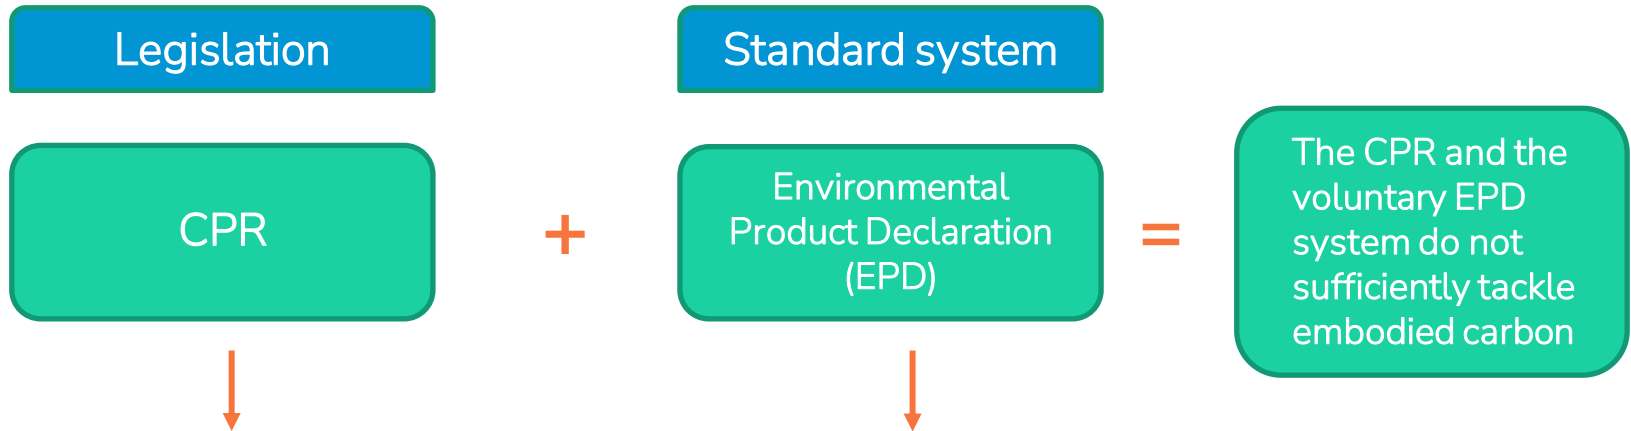 Legislation
Standard system
CPR
+
Environmental
Product Declaration
(EPD)
=
The CPR and the
voluntary EPD
system do not
sufficiently tackle
embodied carbon